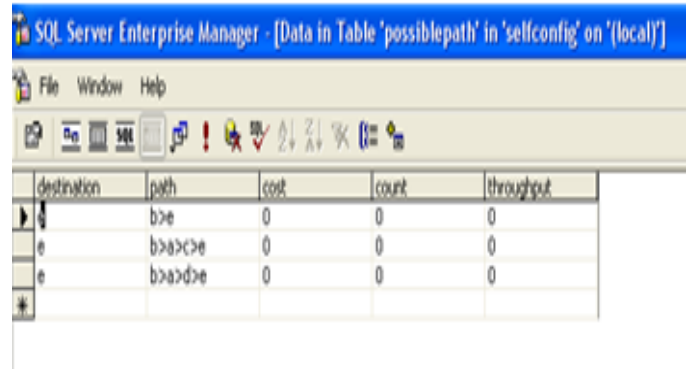 SQL Server Enterprise Manager - [Data in Table 'possiblepath' in 'selfconfig' on '(local)']
File Window Help
SQL
destination path cost count throughput
e b>e 0 0 0
e b>a>c>e 0 0 0
e b>a>d>e 0 0 0